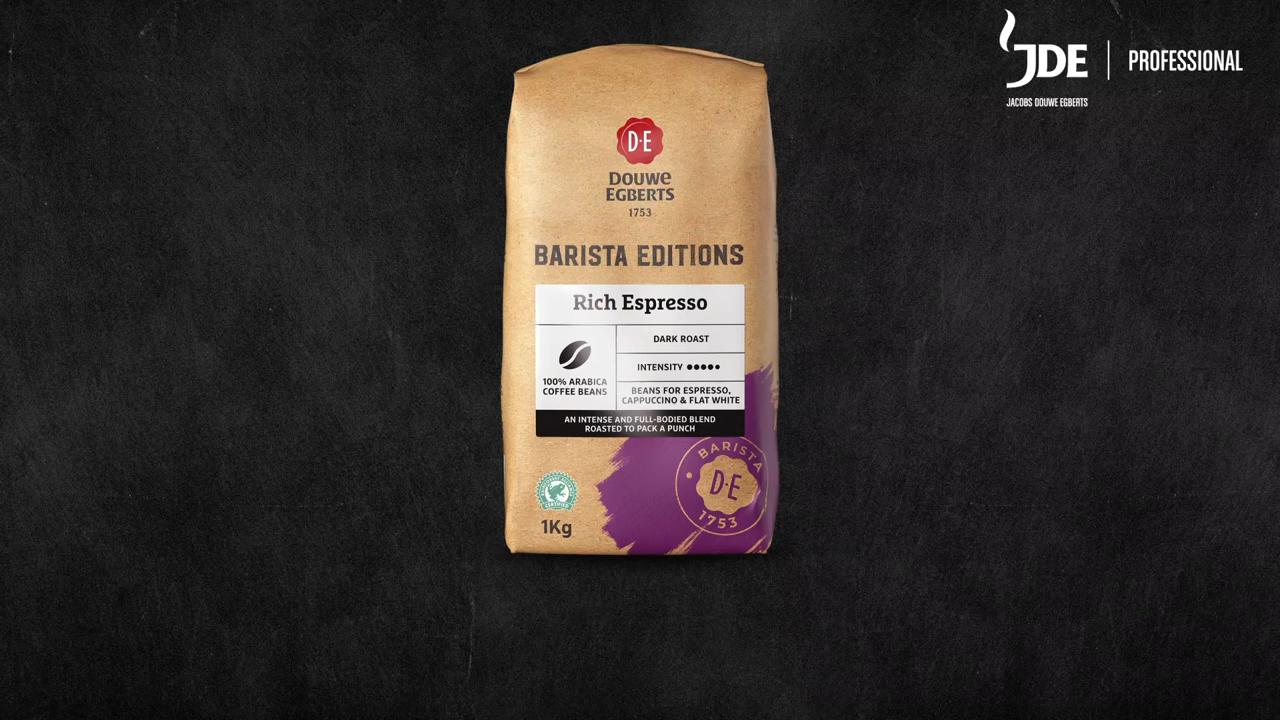 JDE
PROFESSIONAL
JACOBS DOUWE EGBERTS
D·E
DOUWE
EGBERTS
1753
BARISTA EDITIONS
Rich Espresso
DARK ROAST
INTENSITY
100% ARABICA
COFFEE BEANS
BEANS FOR ESPRESSO,
CAPPUCCINO & FLAT WHITE
AN INTENSE AND FULL-BODIED BLEND
ROASTED TO PACK A PUNCH
BARISTA
D·E
1753
CERTIFIED
1Kg